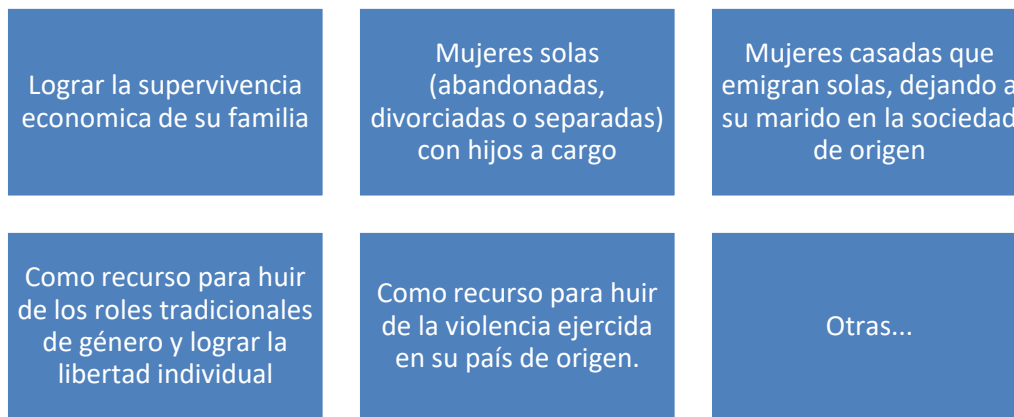 Lograr la supervivencia
economica de su familia
Mujeres solas
(abandonadas,
divorciadas o separadas)
con hijos a cargo
Mujeres casadas que
emigran solas, dejando a
su marido en la sociedad
de origen
Como recurso para huir
de los roles tradicionales
de género y lograr la
libertad individual
Como recurso para huir
de la violencia ejercida
en su país de origen.
Otras...